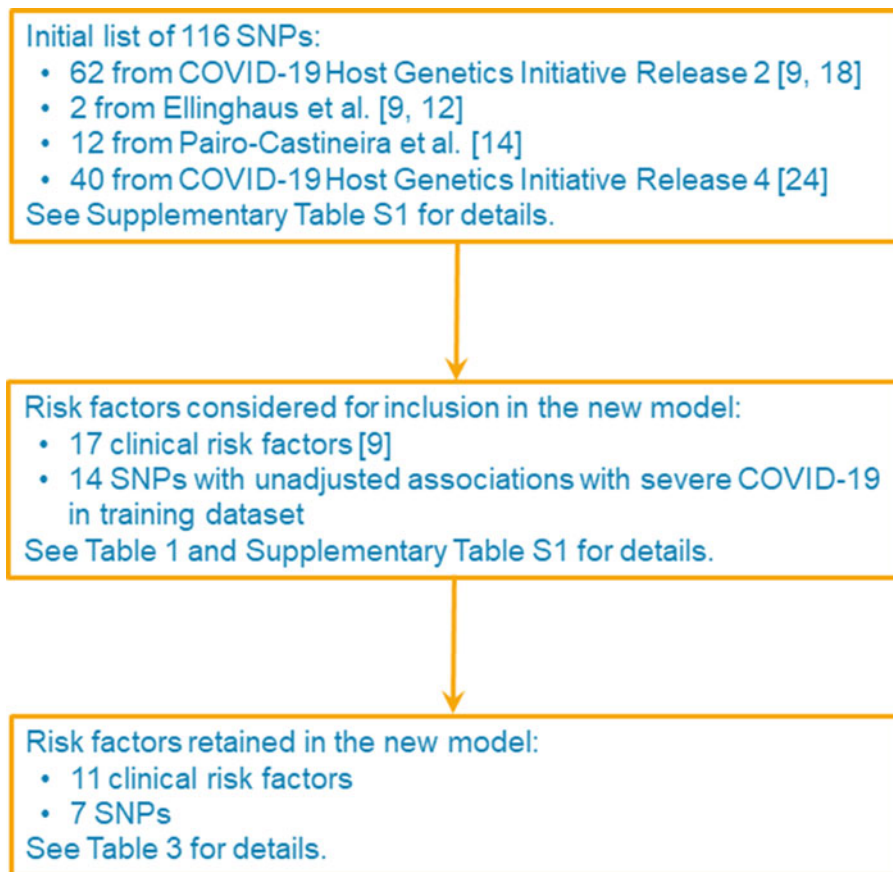 Initial list of 116 SNPs:
• 62 from COVID-19 Host Genetics Initiative Release 2 [9, 18]
• 2 from Ellinghaus et al. [9, 12]
• 12 from Pairo-Castineira et al. [14]
• 40 from COVID-19 Host Genetics Initiative Release 4 [24]
See Supplementary Table S1 for details.
Risk factors considered for inclusion in the new model:
• 17 clinical risk factors [9]
• 14 SNPs with unadjusted associations with severe COVID-19
in training dataset
See Table 1 and Supplementary Table S1 for details.
Risk factors retained in the new model:
• 11 clinical risk factors
• 7 SNPs
See Table 3 for details.